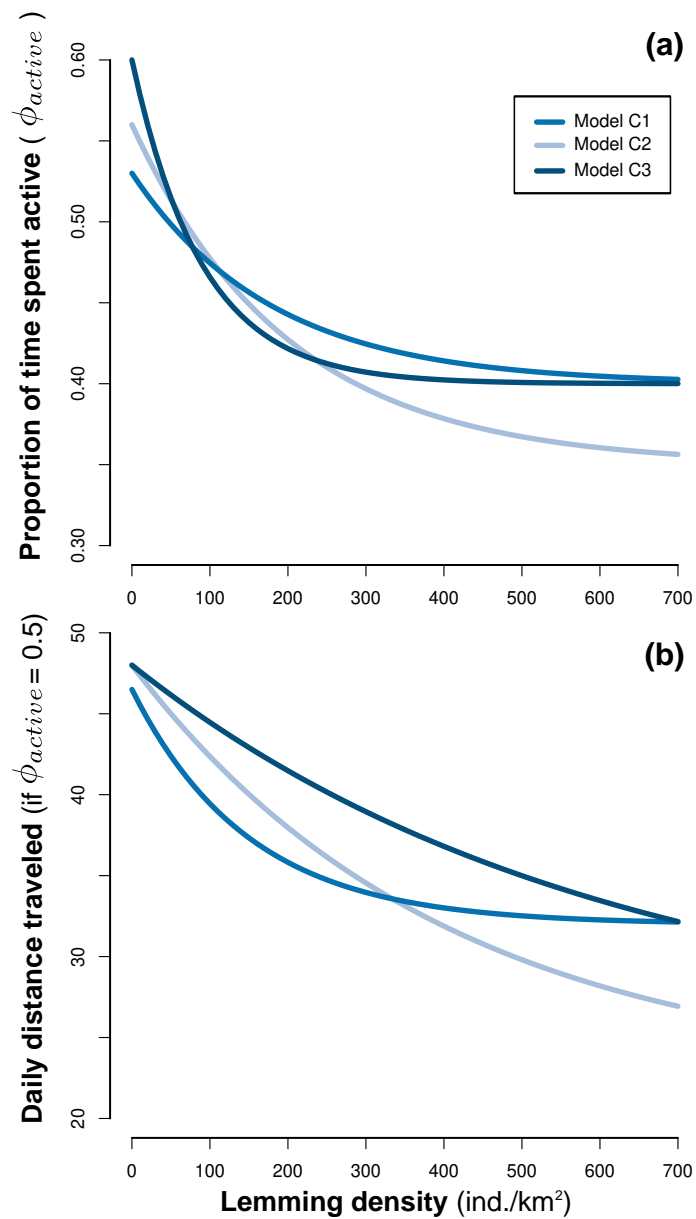 (a)
Proportion of time spent active ( ϕactive )
0.60
0.50
0.40
0.30
Model C1
Model C2
Model C3
0 100 200 300 400 500 600 700
(b)
Daily distance traveled (if ϕactive = 0.5)
50
40
30
20
0 100 200 300 400 500 600 700
Lemming density (ind./km²)